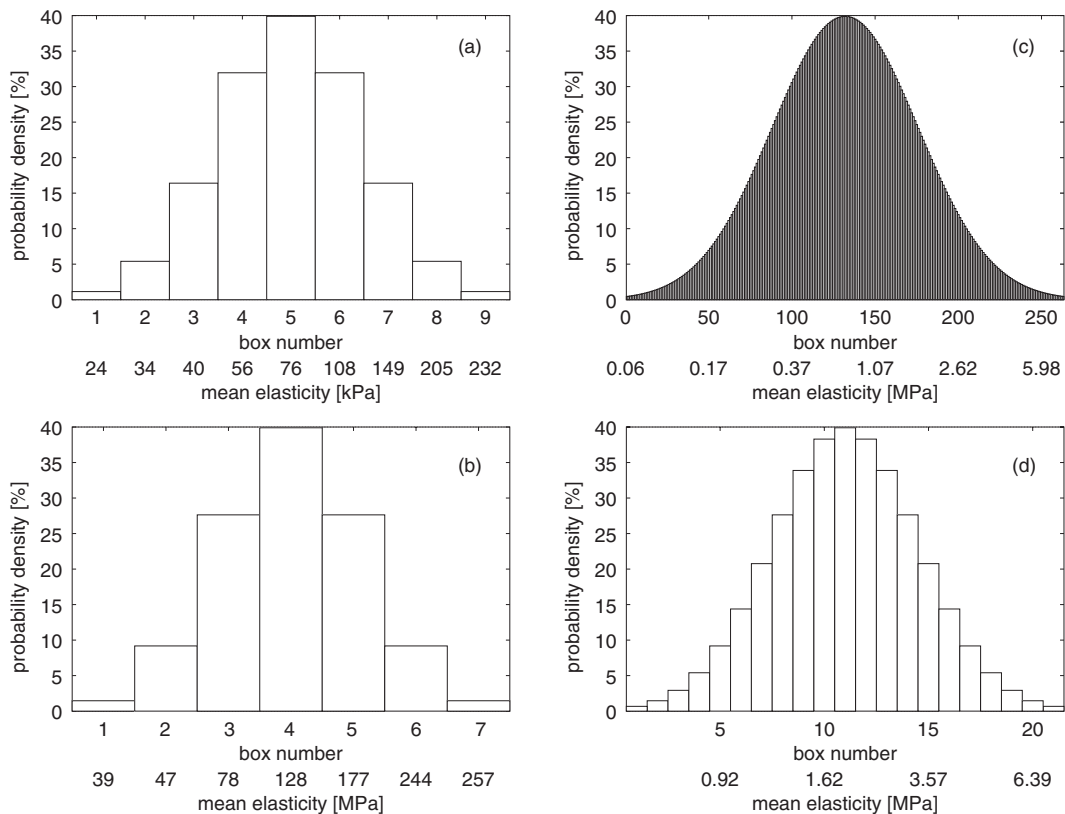 (a)
probability density [%]
40
35
30
25
20
15
10
5
0
1 2 3 4 5 6 7 8 9
box number
24 34 40 56 76 108 149 205 232
mean elasticity [kPa]
(c)
probability density [%]
40
35
30
25
20
15
10
5
0
0 50 100 150 200 250
box number
0.06 0.17 0.37 1.07 2.62 5.98
mean elasticity [MPa]
(b)
probability density [%]
40
35
30
25
20
15
10
5
0
1 2 3 4 5 6 7
box number
39 47 78 128 177 244 257
mean elasticity [MPa]
(d)
probability density [%]
40
35
30
25
20
15
10
5
0
5 10 15 20
box number
0.92 1.62 3.57 6.39
mean elasticity [MPa]